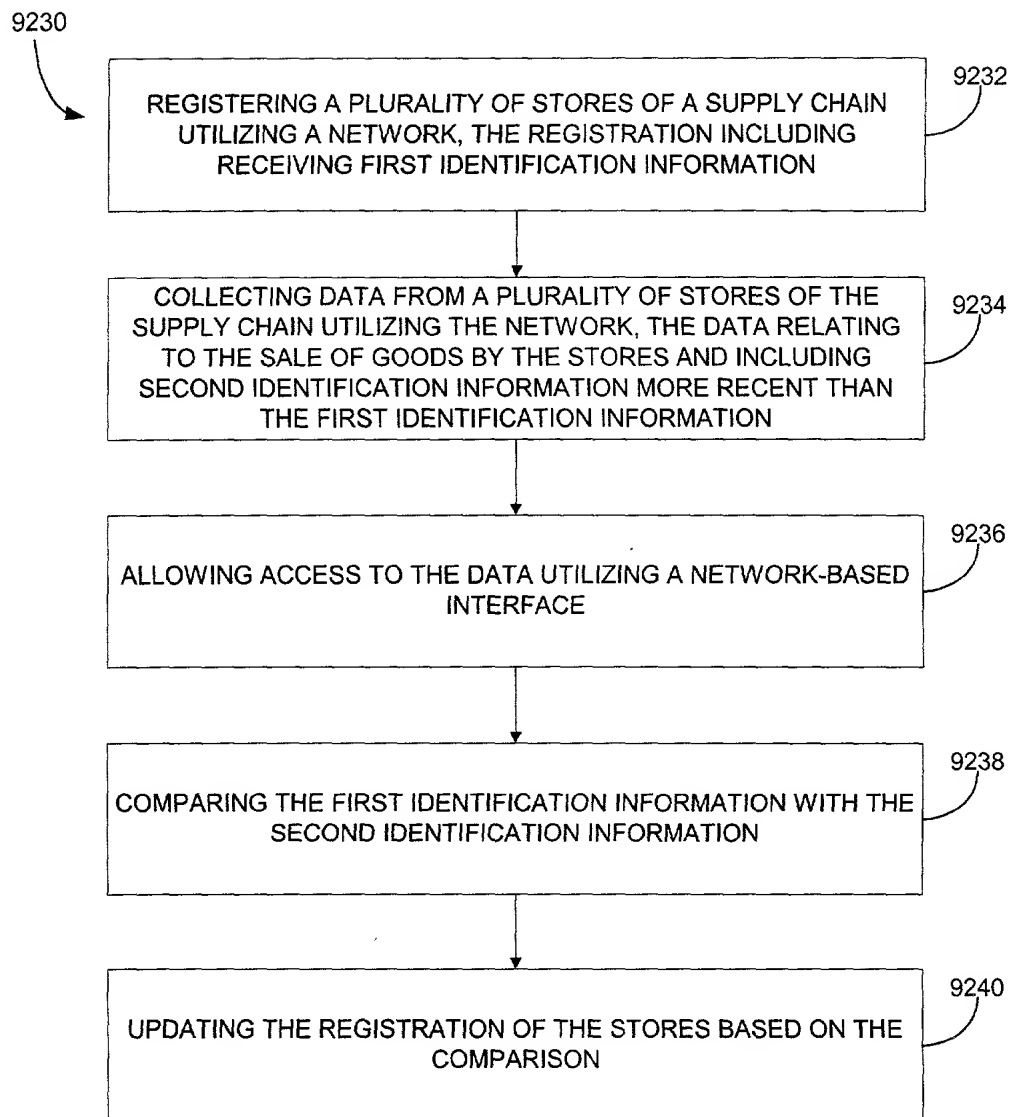 9230
9232
REGISTERING A PLURALITY OF STORES OF A SUPPLY CHAIN
UTILIZING A NETWORK, THE REGISTRATION INCLUDING
RECEIVING FIRST IDENTIFICATION INFORMATION
9234
COLLECTING DATA FROM A PLURALITY OF STORES OF THE
SUPPLY CHAIN UTILIZING THE NETWORK, THE DATA RELATING
TO THE SALE OF GOODS BY THE STORES AND INCLUDING
SECOND IDENTIFICATION INFORMATION MORE RECENT THAN
THE FIRST IDENTIFICATION INFORMATION
9236
ALLOWING ACCESS TO THE DATA UTILIZING A NETWORK-BASED
INTERFACE
9238
COMPARING THE FIRST IDENTIFICATION INFORMATION WITH THE
SECOND IDENTIFICATION INFORMATION
9240
UPDATING THE REGISTRATION OF THE STORES BASED ON THE
COMPARISON